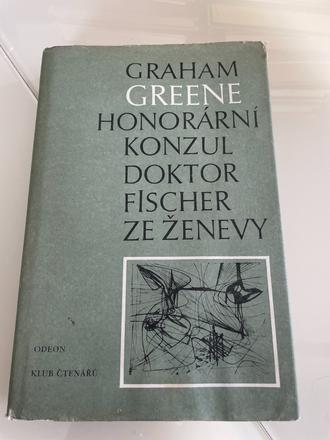 GRAHAM
GREENE
HONORÁRNÍ
KONZUL
DOKTOR
FISCHER
ZE ŽENEVY
ODEON
KLUB ČTENÁŘŮ